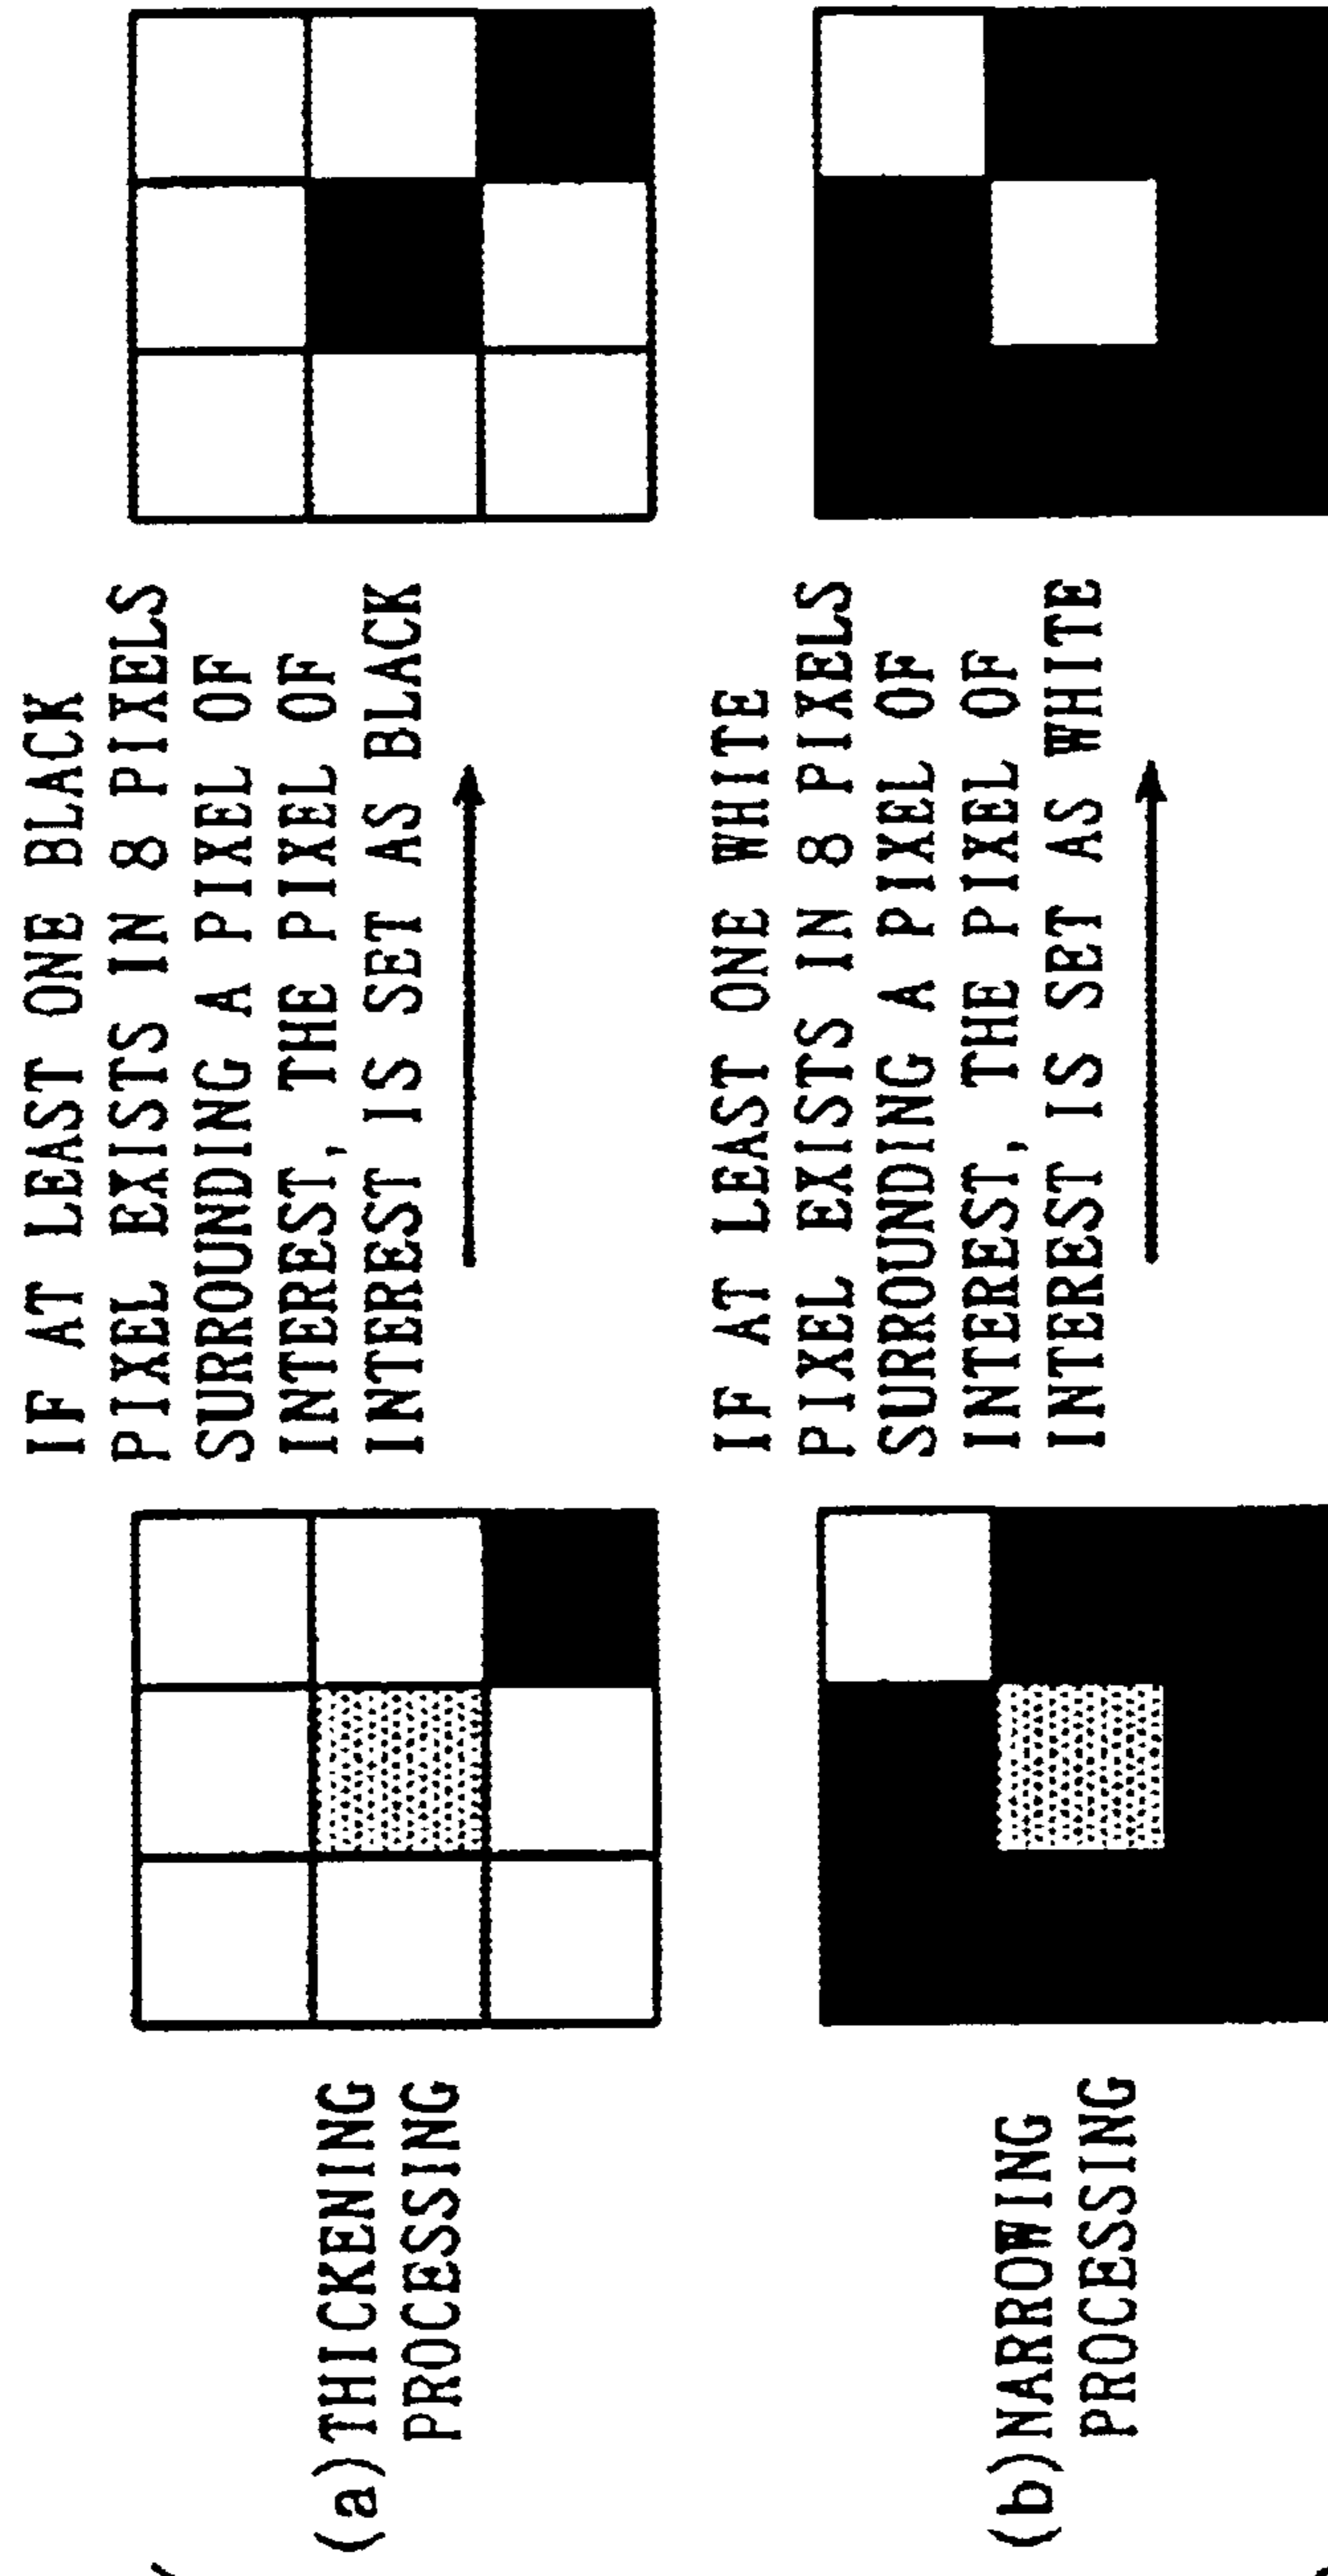 (a)THICKENING
PROCESSING
IF AT LEAST ONE BLACK
PIXEL EXISTS IN 8 PIXELS
SURROUNDING A PIXEL OF
INTEREST, THE PIXEL OF
INTEREST IS SET AS BLACK
(b)NARROWING
PROCESSING
IF AT LEAST ONE WHITE
PIXEL EXISTS IN 8 PIXELS
SURROUNDING A PIXEL OF
INTEREST, THE PIXEL OF
INTEREST IS SET AS WHITE